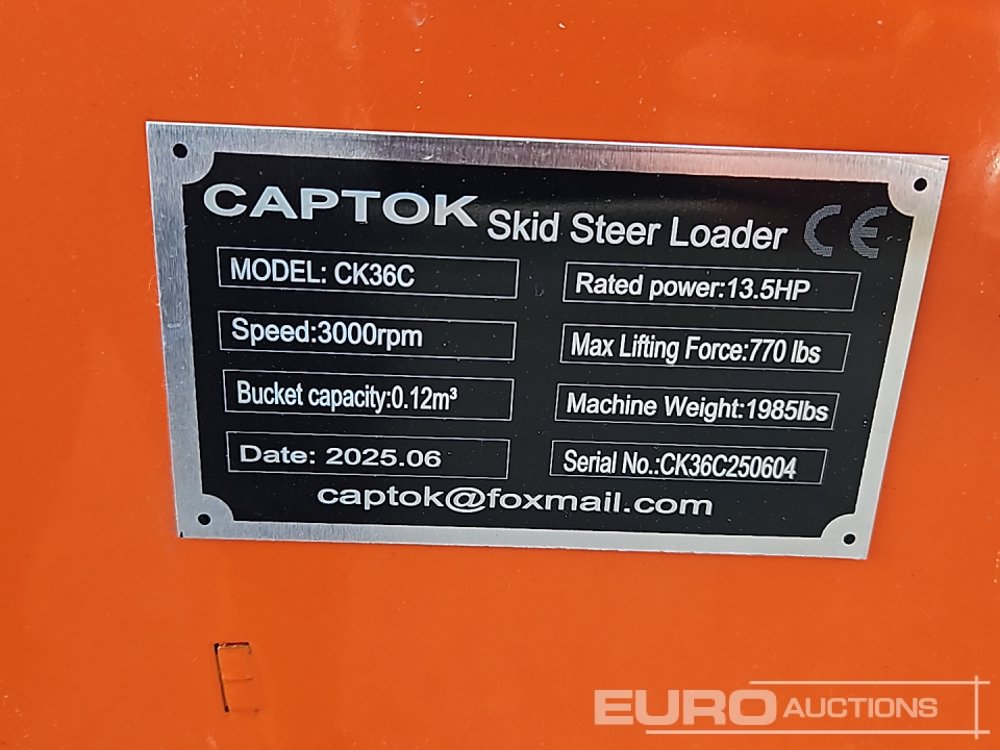 CAPTOK Skid Steer Loader CE
MODEL: CK36C
Rated power:13.5HP
Speed:3000rpm
Max Lifting Force:770 lbs
Bucket capacity:0.12m³
Machine Weight:1985lbs
Date: 2025.06
Serial No.:CK36C250604
captok@foxmail.com
EURO AUCTIONS